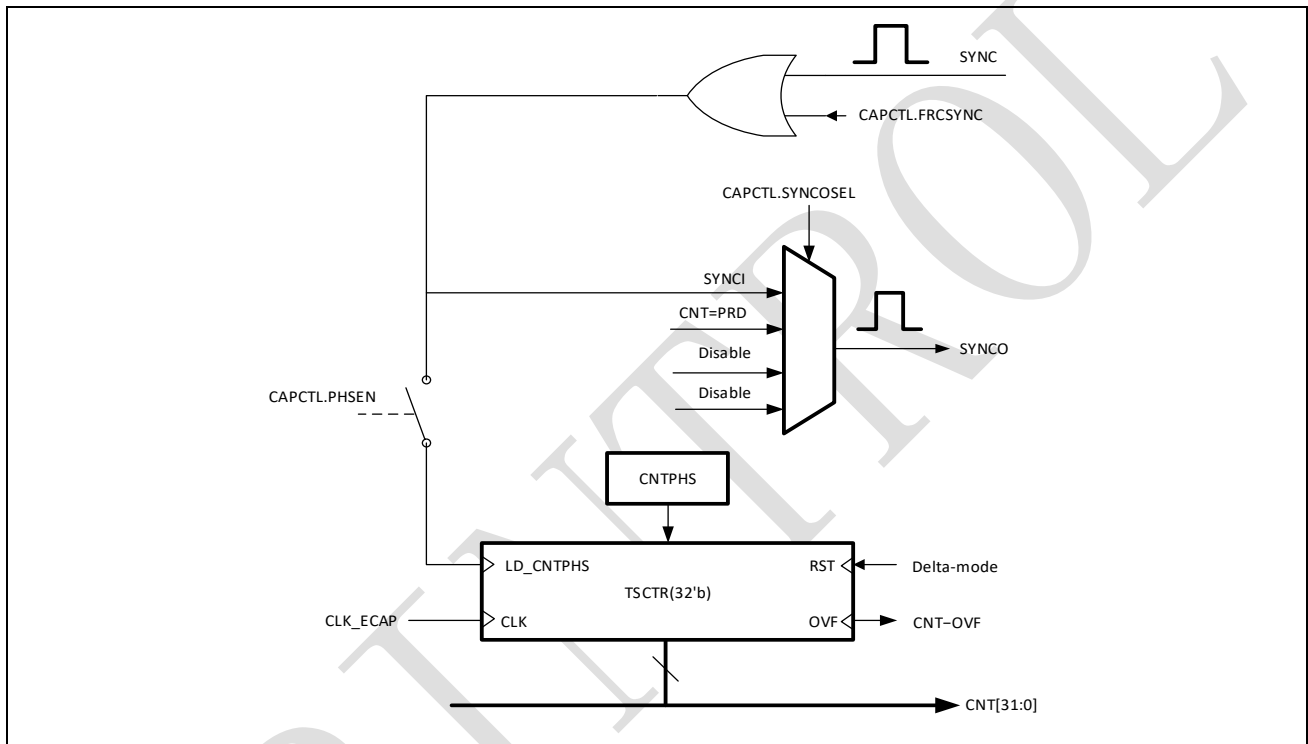 SYNC
CAPCTL.FRCSYNC
CAPCTL.SYNCOSEL
SYNCI
CNT=PRD
SYNCO
Disable
Disable
CAPCTL.PHSEN
CNTPHS
LD_CNTPHS
RST
Delta-mode
TSCTR(32'b)
CLK_ECAP
CLK
OVF
CNT–OVF
CNT[31:0]